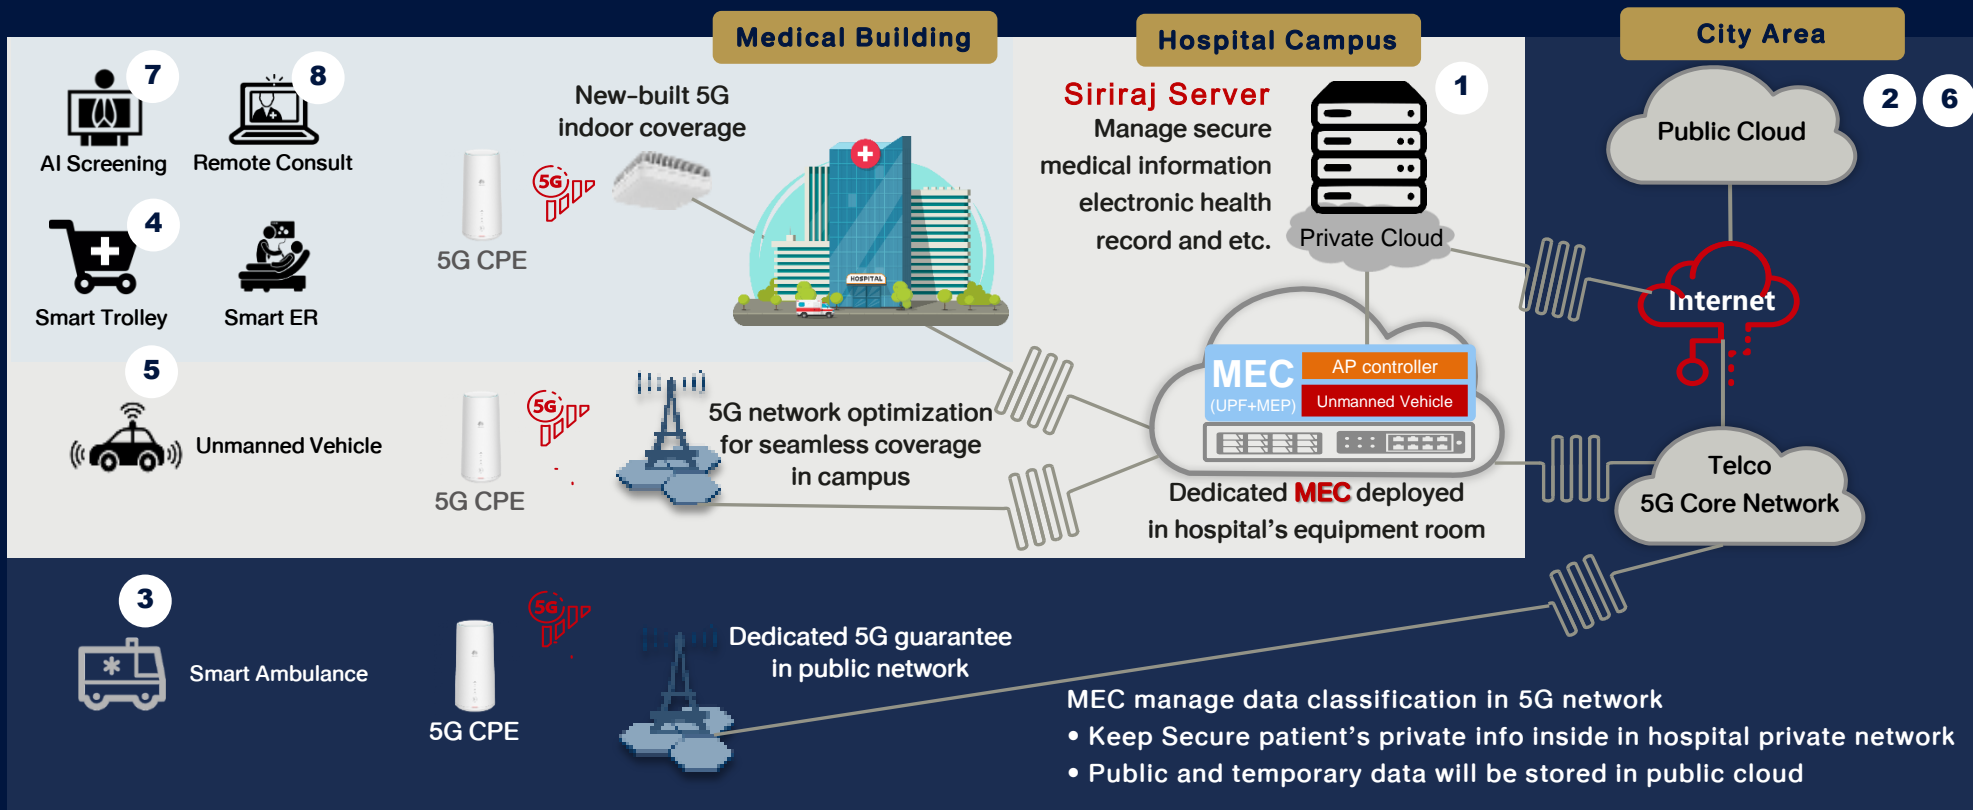 Medical Building
Hospital Campus
City Area
7
8
AI Screening
Remote Consult
4
Smart Trolley
Smart ER
5G CPE
5G
New-built 5G
indoor coverage
HOSPITAL
Siriraj Server
Manage secure
medical information
electronic health
record and etc.
1
Private Cloud
2
6
Public Cloud
Internet
5
Unmanned Vehicle
5G CPE
5G
5G network optimization
for seamless coverage
in campus
MEC
(UPF+MEP)
AP controller
Unmanned Vehicle
Dedicated MEC deployed
in hospital's equipment room
Telco
5G Core Network
3
Smart Ambulance
5G CPE
5G
Dedicated 5G guarantee
in public network
MEC manage data classification in 5G network
• Keep Secure patient's private info inside in hospital private network
• Public and temporary data will be stored in public cloud